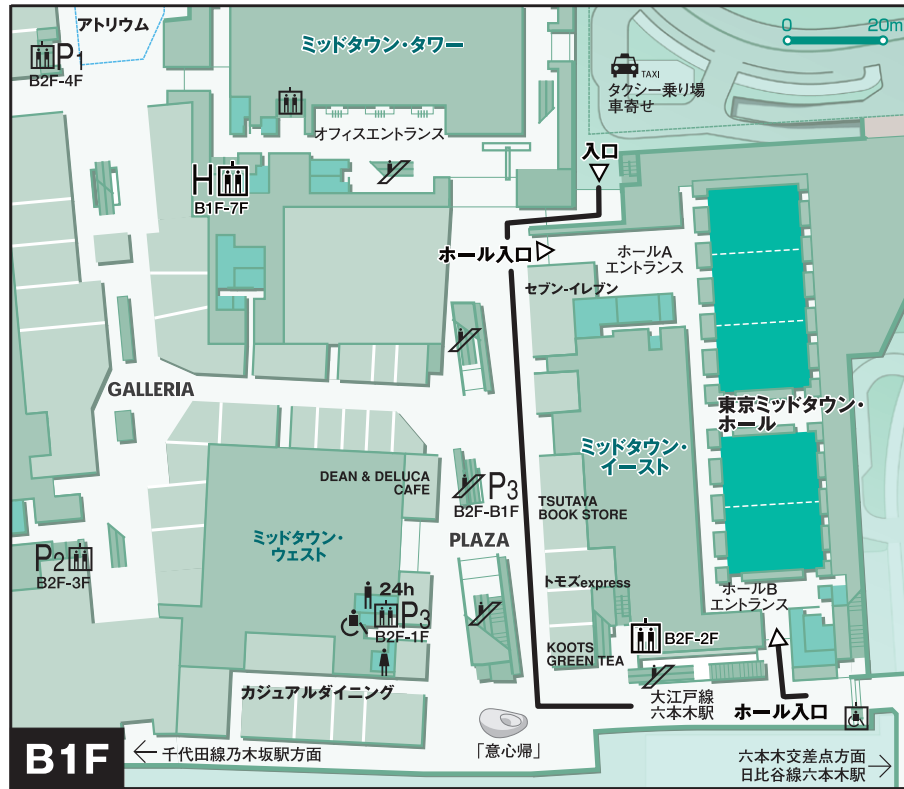 アトリウム
P1
B2F-4F
ミッドタウン・タワー
オフィスエントランス
H
B1F-7F
0 20m
TAXI
タクシー乗り場
車寄せ
入口
ホール入口
ホールA
エントランス
セブン-イレブン
GALLERIA
東京ミッドタウン・
ホール
ミッドタウン・
イースト
DEAN & DELUCA
CAFE
P3
B2F-B1F
TSUTAYA
BOOK STORE
PLAZA
ミッドタウン・
ウェスト
P2
B2F-3F
24h
P3
B2F-1F
トモズexpress
ホールB
エントランス
B2F-2F
KOOTS
GREEN TEA
カジュアルダイニング
大江戸線
六本木駅
ホール入口
「意心帰」
B1F
千代田線乃木坂駅方面
六本木交差点方面
日比谷線六本木駅